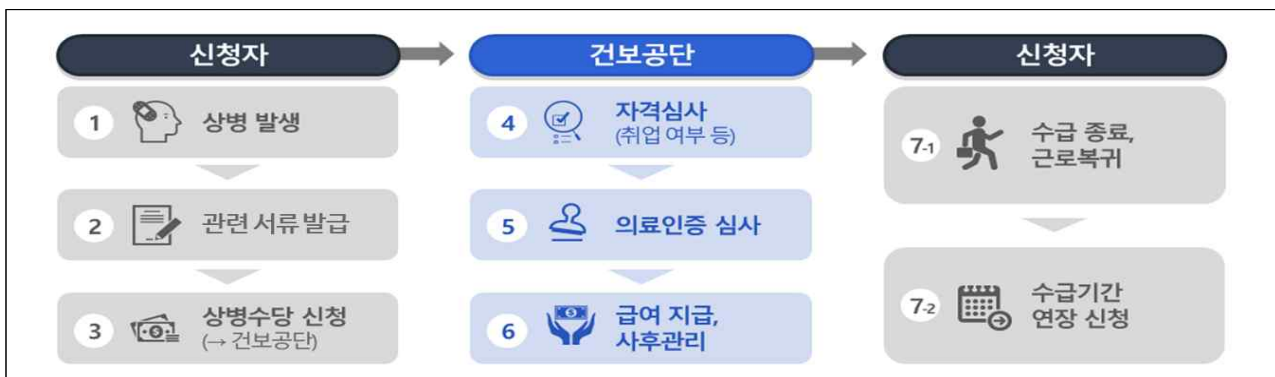 신청자
1 상병 발생
2 관련 서류 발급
3 상병수당 신청
(→ 건보공단)
건보공단
4 자격심사
(취업 여부 등)
5 의료인증 심사
6 급여 지급,
사후관리
신청자
7-1 수급 종료,
근로복귀
7-2 수급기간
연장 신청